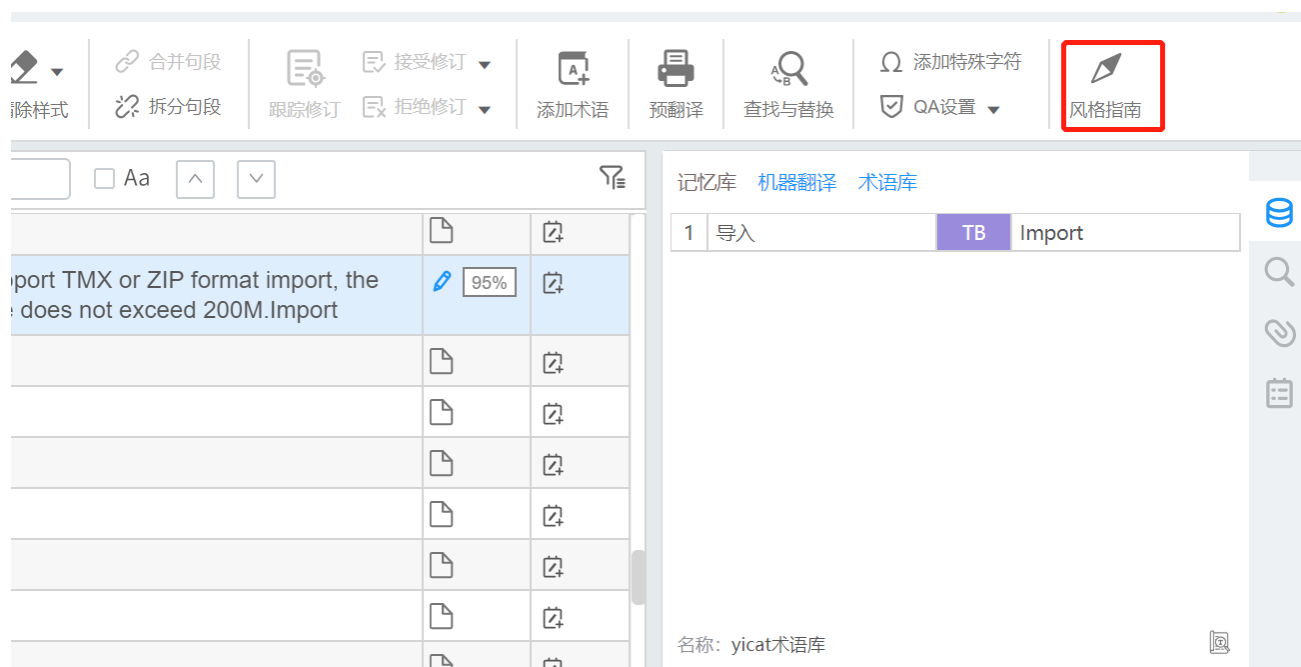 合并句段
接受修订
添加特殊字符
除样式
拆分句段
跟踪修订
拒绝修订
添加术语
预翻译
查找与替换
QA设置
风格指南
Aa
记忆库 机器翻译 术语库
1 导入 TB Import
port TMX or ZIP format import, the
95%
does not exceed 200M.Import
名称: yicat术语库